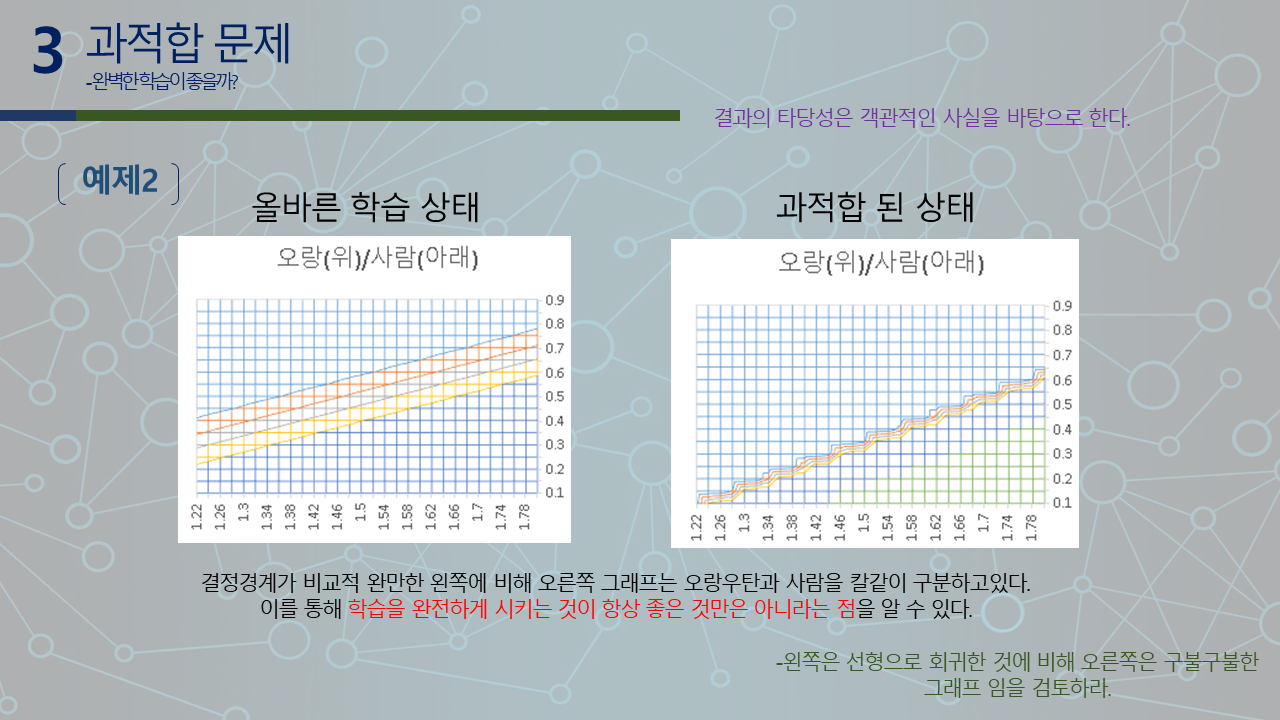 3 과적합 문제
-완벽한학습이좋을까?
결과의 타당성은 객관적인 사실을 바탕으로 한다.
예제2
올바른 학습 상태
과적합 된 상태
오랑(위)/사람(아래)
0.9
0.8
0.7
0.6
0.5
0.4
0.3
0.2
0.1
1.22 1.26 1.3 1.34 1.38 1.42 1.46 1.5 1.54 1.58 1.62 1.66 1.7 1.74 1.78
오랑(위)/사람(아래)
0.9
0.8
0.7
0.6
0.5
0.4
0.3
0.2
0.1
1.22 1.26 1.3 1.34 1.38 1.42 1.46 1.5 1.54 1.58 1.62 1.66 1.7 1.74 1.78
결정경계가 비교적 완만한 왼쪽에 비해 오른쪽 그래프는 오랑우탄과 사람을 칼같이 구분하고있다.
이를 통해 학습을 완전하게 시키는 것이 항상 좋은 것만은 아니라는 점을 알 수 있다.
-왼쪽은 선형으로 회귀한 것에 비해 오른쪽은 구불구불한
그래프 임을 검토하라.